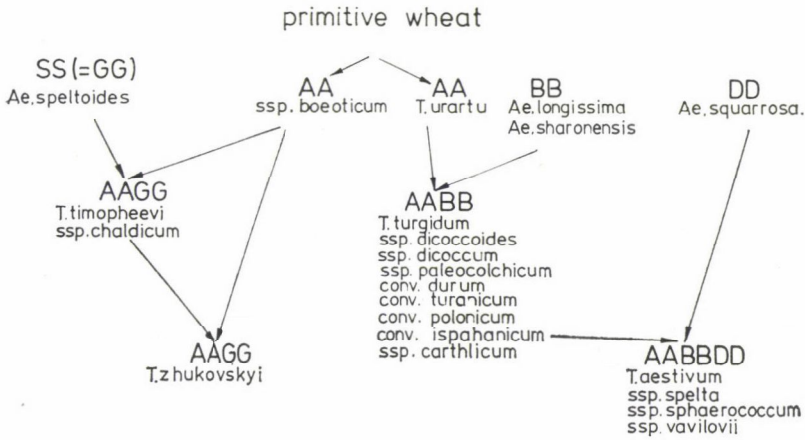 primitive wheat
SS(=GG)
Ae,speltoides
AA
ssp. boeoticum
AA
T.urartu
BB
Ae.longissima
Ae.sharonensis
DD
Ae,squarrosa.
AAGG
T.timopheevi
ssp.chaldicum
AABB
T.turgidum
ssp. dicoccoides
ssp. dicoccum
ssp. paleocolchicum
conv. durum
conv. turanicum
conv. polonicum
conv. ispahanicum
ssp. carthlicum
AAGG
T.zhukovskyi
AABBDD
T.aestivum
ssp. spelta
ssp. sphaerococcum
ssp. vavilovii